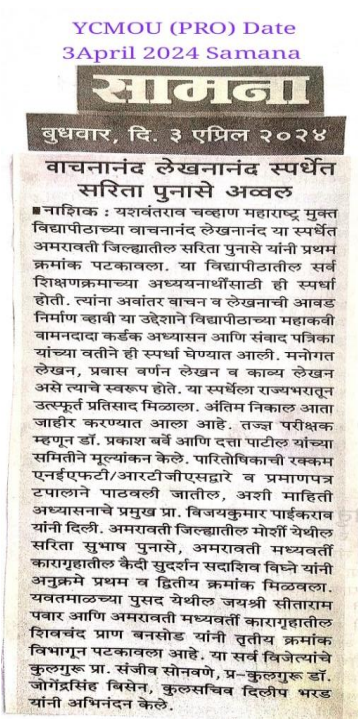 YCMOU (PRO) Date
3April 2024 Samana
सामना
बुधवार, दि. ३ एप्रिल २०२४
वाचनानंद लेखनानंद स्पर्धेत
सरिता पुनासे अव्वल
■ नाशिक : यशवंतराव चव्हाण महाराष्ट्र मुक्त
विद्यापीठाच्या वाचनानंद लेखनानंद या स्पर्धेत
अमरावती जिल्ह्यातील सरिता पुनासे यांनी प्रथम
क्रमांक पटकावला. या विद्यापीठातील सर्व
शिक्षणक्रमाच्या अध्ययनार्थीसाठी ही स्पर्धा
होती. त्यांना अवांतर वाचन व लेखनाची आवड
निर्माण व्हावी या उद्देशाने विद्यापीठाच्या महाकवी
वामनदादा कर्डक अध्यासन आणि संवाद पत्रिका
यांच्या वतीने ही स्पर्धा घेण्यात आली. मनोगत
लेखन, प्रवास वर्णन लेखन व काव्य लेखन
असे त्याचे स्वरूप होते. या स्पर्धेला राज्यभरातून
उत्स्फूर्त प्रतिसाद मिळाला. अंतिम निकाल आता
जाहीर करण्यात आला आहे. तज्ज्ञ परीक्षक
म्हणून डॉ. प्रकाश बर्वे आणि दत्ता पाटील यांच्या
समितीने मूल्यांकन केले. पारितोषिकाची रक्कम
एनईएफटी/आरटीजीएसद्वारे व प्रमाणपत्र
टपालाने पाठवली जातील, अशी माहिती
अध्यासनाचे प्रमुख प्रा. विजयकुमार पाईकराव
यांनी दिली. अमरावती जिल्ह्यातील मोर्शी येथील
सरिता सुभाष पुनासे, अमरावती मध्यवर्ती
कारागृहातील कैदी सुदर्शन सदाशिव विघ्ने यांनी
अनुक्रमे प्रथम व द्वितीय क्रमांक मिळवला.
यवतमाळच्या पुसद येथील जयश्री सीताराम
पवार आणि अमरावती मध्यवर्ती कारागृहातील
शिवचंद प्राण बनसोड यांनी तृतीय क्रमांक
विभागून पटकावला आहे. या सर्व विजेत्यांचे
कुलगुरू प्रा. संजीव सोनवणे, प्र-कुलगुरू डॉ.
जोगेंद्रसिंह बिसेन, कुलसचिव दिलीप भरड
यांनी अभिनंदन केले.